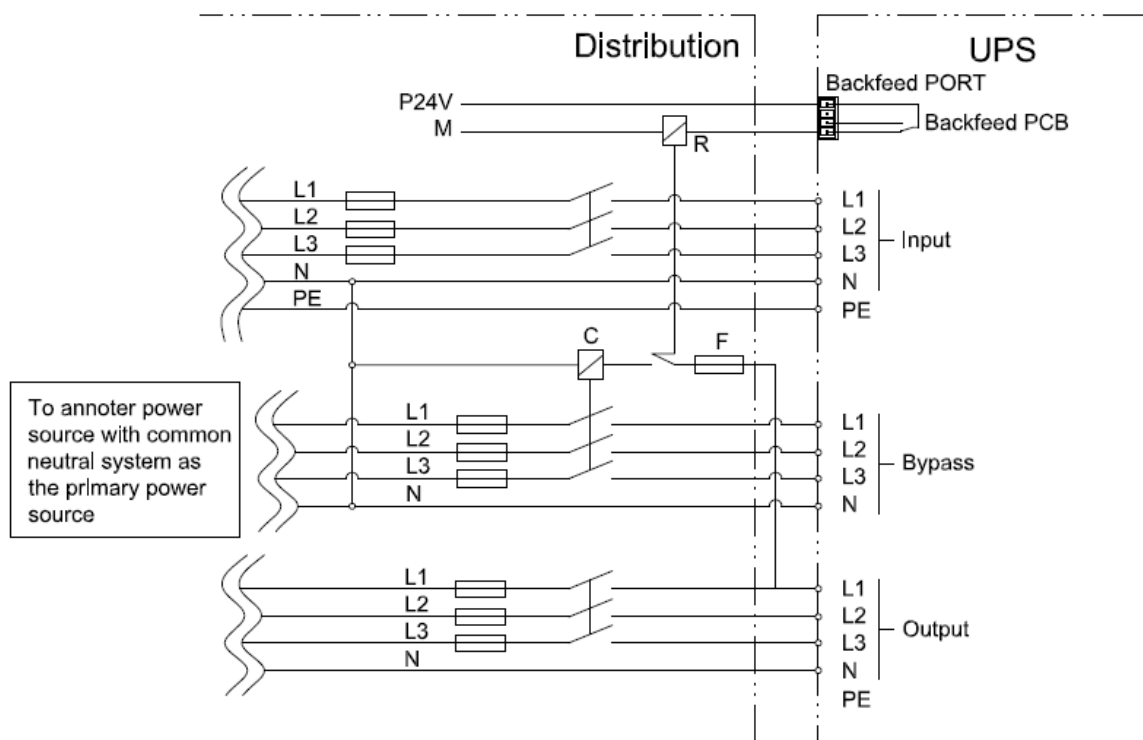 Distribution
UPS
Backfeed PORT
P24V
M
R
Backfeed PCB
L1
L2
L3
N
PE
L1
L2
L3
N
PE
Input
C
F
To annoter power
source with common
neutral system as
the prImary power
source
L1
L2
L3
N
L1
L2
L3
N
Bypass
L1
L2
L3
N
L1
L2
L3
N
PE
Output